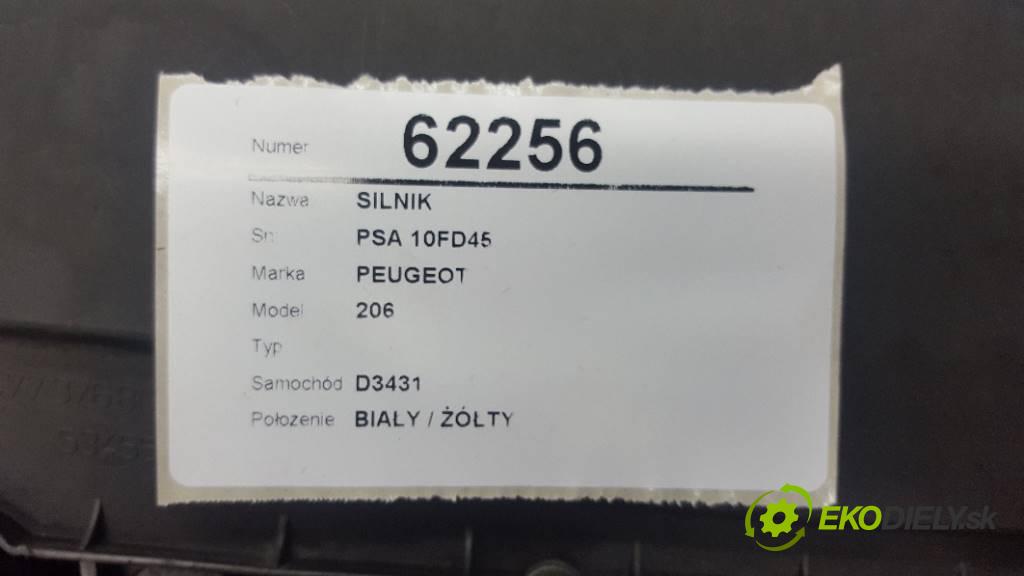 Numer 62256
Nazwa SILNIK
Sn PSA 10FD45
Marka PEUGEOT
Model 206
Typ
Samochód D3431
Położenie BIAŁY / ŻÓŁTY
EKODIELY.sk